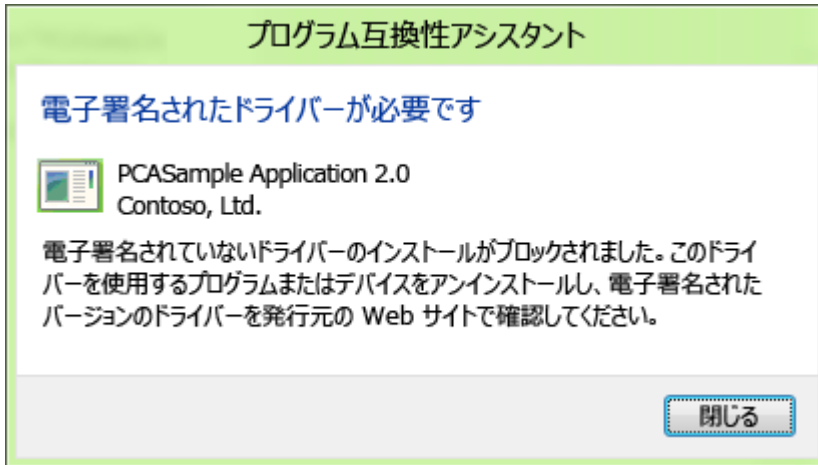 プログラム互換性アシスタント
電子署名されたドライバーが必要です
PCASample Application 2.0
Contoso, Ltd.
電子署名されていないドライバーのインストールがブロックされました。このドライ
バーを使用するプログラムまたはデバイスをアンインストールし、電子署名された
バージョンのドライバーを発行元の Web サイトで確認してください。
閉じる